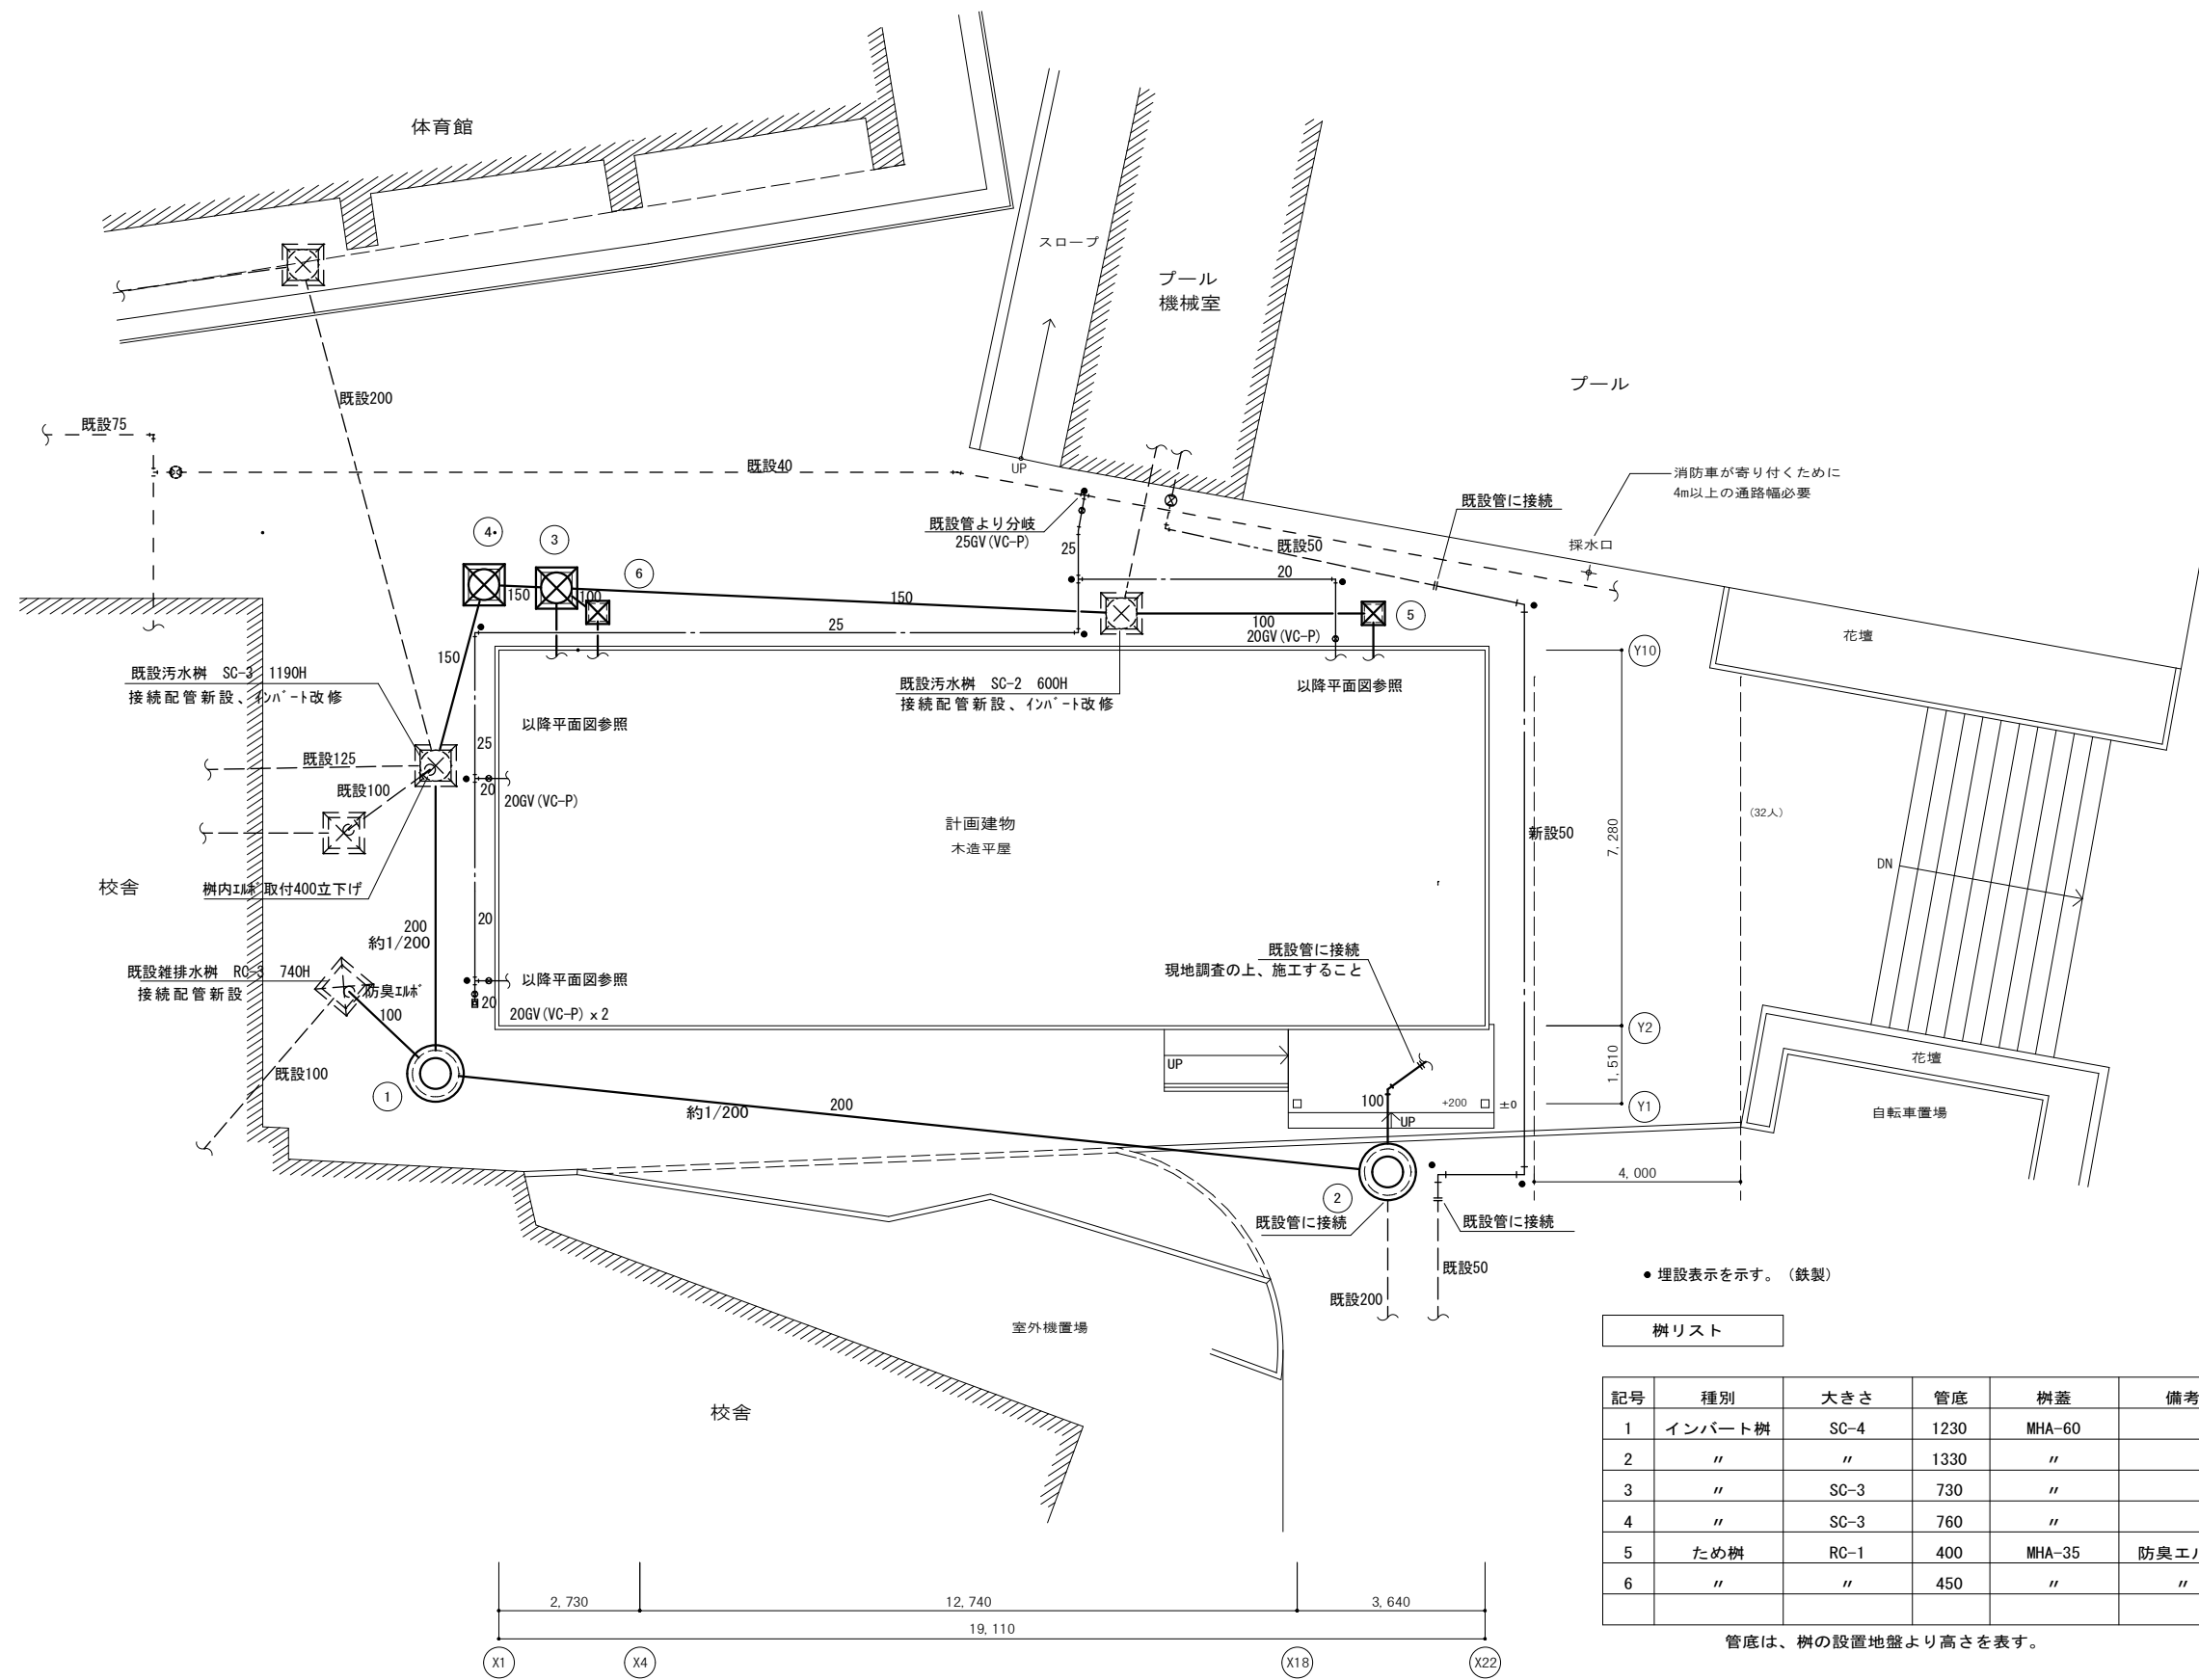 体育館
スロープ
プール
機械室
プール
既設200
既設75
既設40
UP
消防車が寄り付くために
4m以上の通路幅必要
既設管に接続
既設管より分岐
25GV(VC-P)
採水口
既設50
4
3
6
25
20
150
100
150
25
100
20GV(VC-P)
5
花壇
150
Y10
既設汚水桝 SC-3 1190H
接続配管新設、インバート改修
既設汚水桝 SC-2 600H
接続配管新設、インバート改修
以降平面図参照
以降平面図参照
25
既設125
既設100
20
20GV(VC-P)
計画建物
木造平屋
新設50
7,280
(32人)
DN
校舎
桝内エルボ取付400立下げ
20
200
約1/200
既設管に接続
現地調査の上、施工すること
既設雑排水桝 RC-3 740H
接続配管新設
防臭エルボ
以降平面図参照
20
20GV(VC-P)×2
100
Y2
花壇
既設100
UP
1,510
1
約1/200
200
100
+200
±0
UP
Y1
自転車置場
4,000
2
既設管に接続
既設管に接続
既設50
既設200
● 埋設表示を示す。（鉄製）
室外機置場
桝リスト
校舎
記号 種別 大きさ 管底 桝蓋 備考
1 インバート桝 SC-4 1230 MHA-60
2 〃 〃 1330 〃
3 〃 SC-3 730 〃
4 〃 SC-3 760 〃
5 ため桝 RC-1 400 MHA-35 防臭エ
6 〃 〃 450 〃 〃
管底は、桝の設置地盤より高さを表す。
2,730
12,740
3,640
19,110
X1
X4
X18
X22